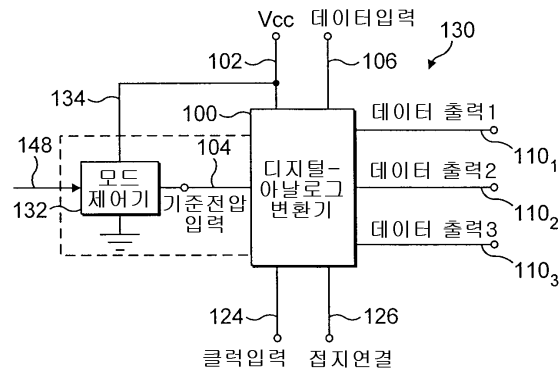 Vcc 데이터입력
130
102
106
134
100
데이터 출력1
110₁
148
104
모드
제어기
132
기준전압
입력
디지털-
아날로그
변환기
데이터 출력2
110₂
데이터 출력3
110₃
124
126
클럭입력
접지연결